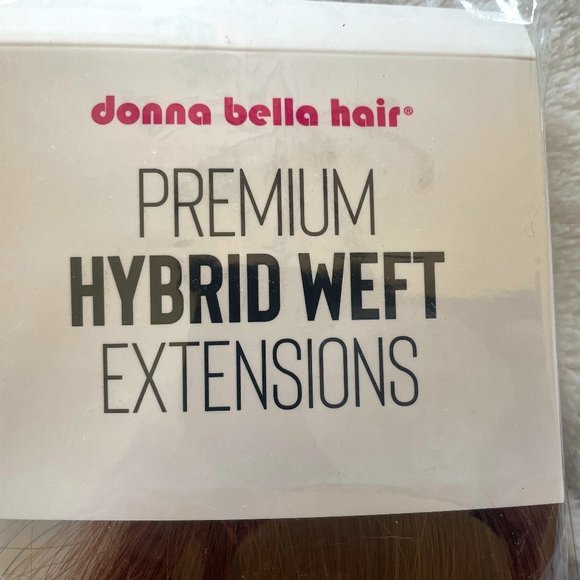 donna bella hair®
PREMIUM
HYBRID WEFT
EXTENSIONS